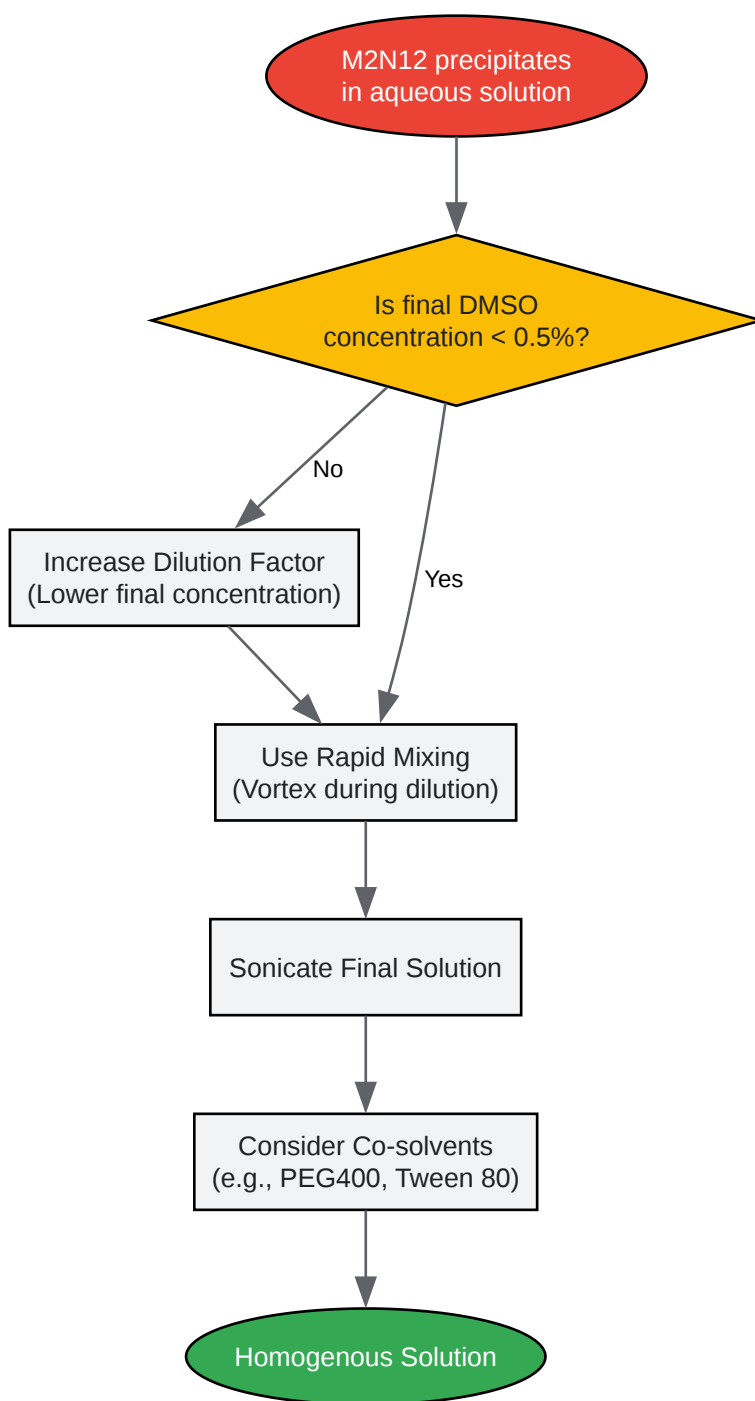 M2N12 precipitates
in aqueous solution
Is final DMSO
concentration < 0.5%?
No
Increase Dilution Factor
(Lower final concentration)
Yes
Use Rapid Mixing
(Vortex during dilution)
Sonicate Final Solution
Consider Co-solvents
(e.g., PEG400, Tween 80)
Homogenous Solution